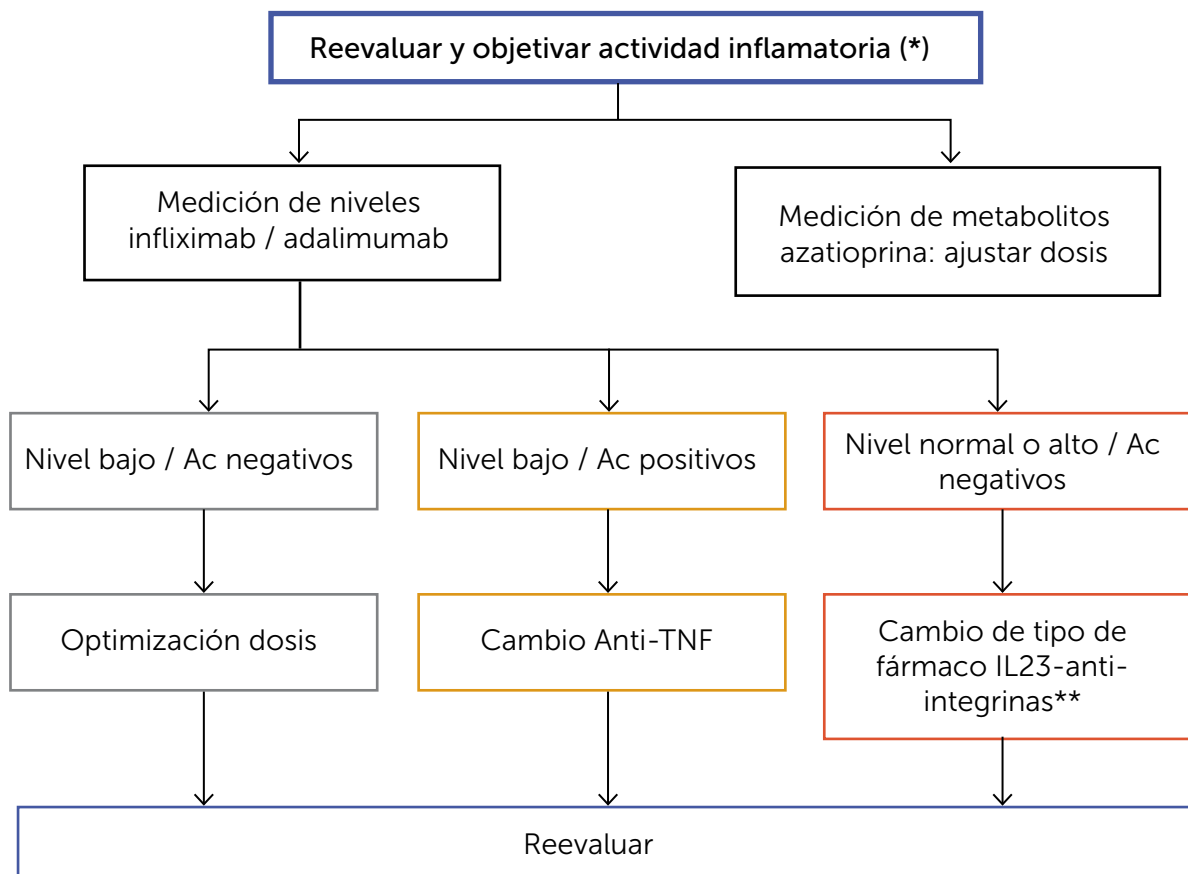 Reevaluar y objetivar actividad inflamatoria (*)
Medición de niveles
infliximab / adalimumab
Medición de metabolitos
azatioprina: ajustar dosis
Nivel bajo / Ac negativos
Nivel bajo / Ac positivos
Nivel normal o alto / Ac
negativos
Optimización dosis
Cambio Anti-TNF
Cambio de tipo de
fármaco IL23-anti-
integrinas**
Reevaluar